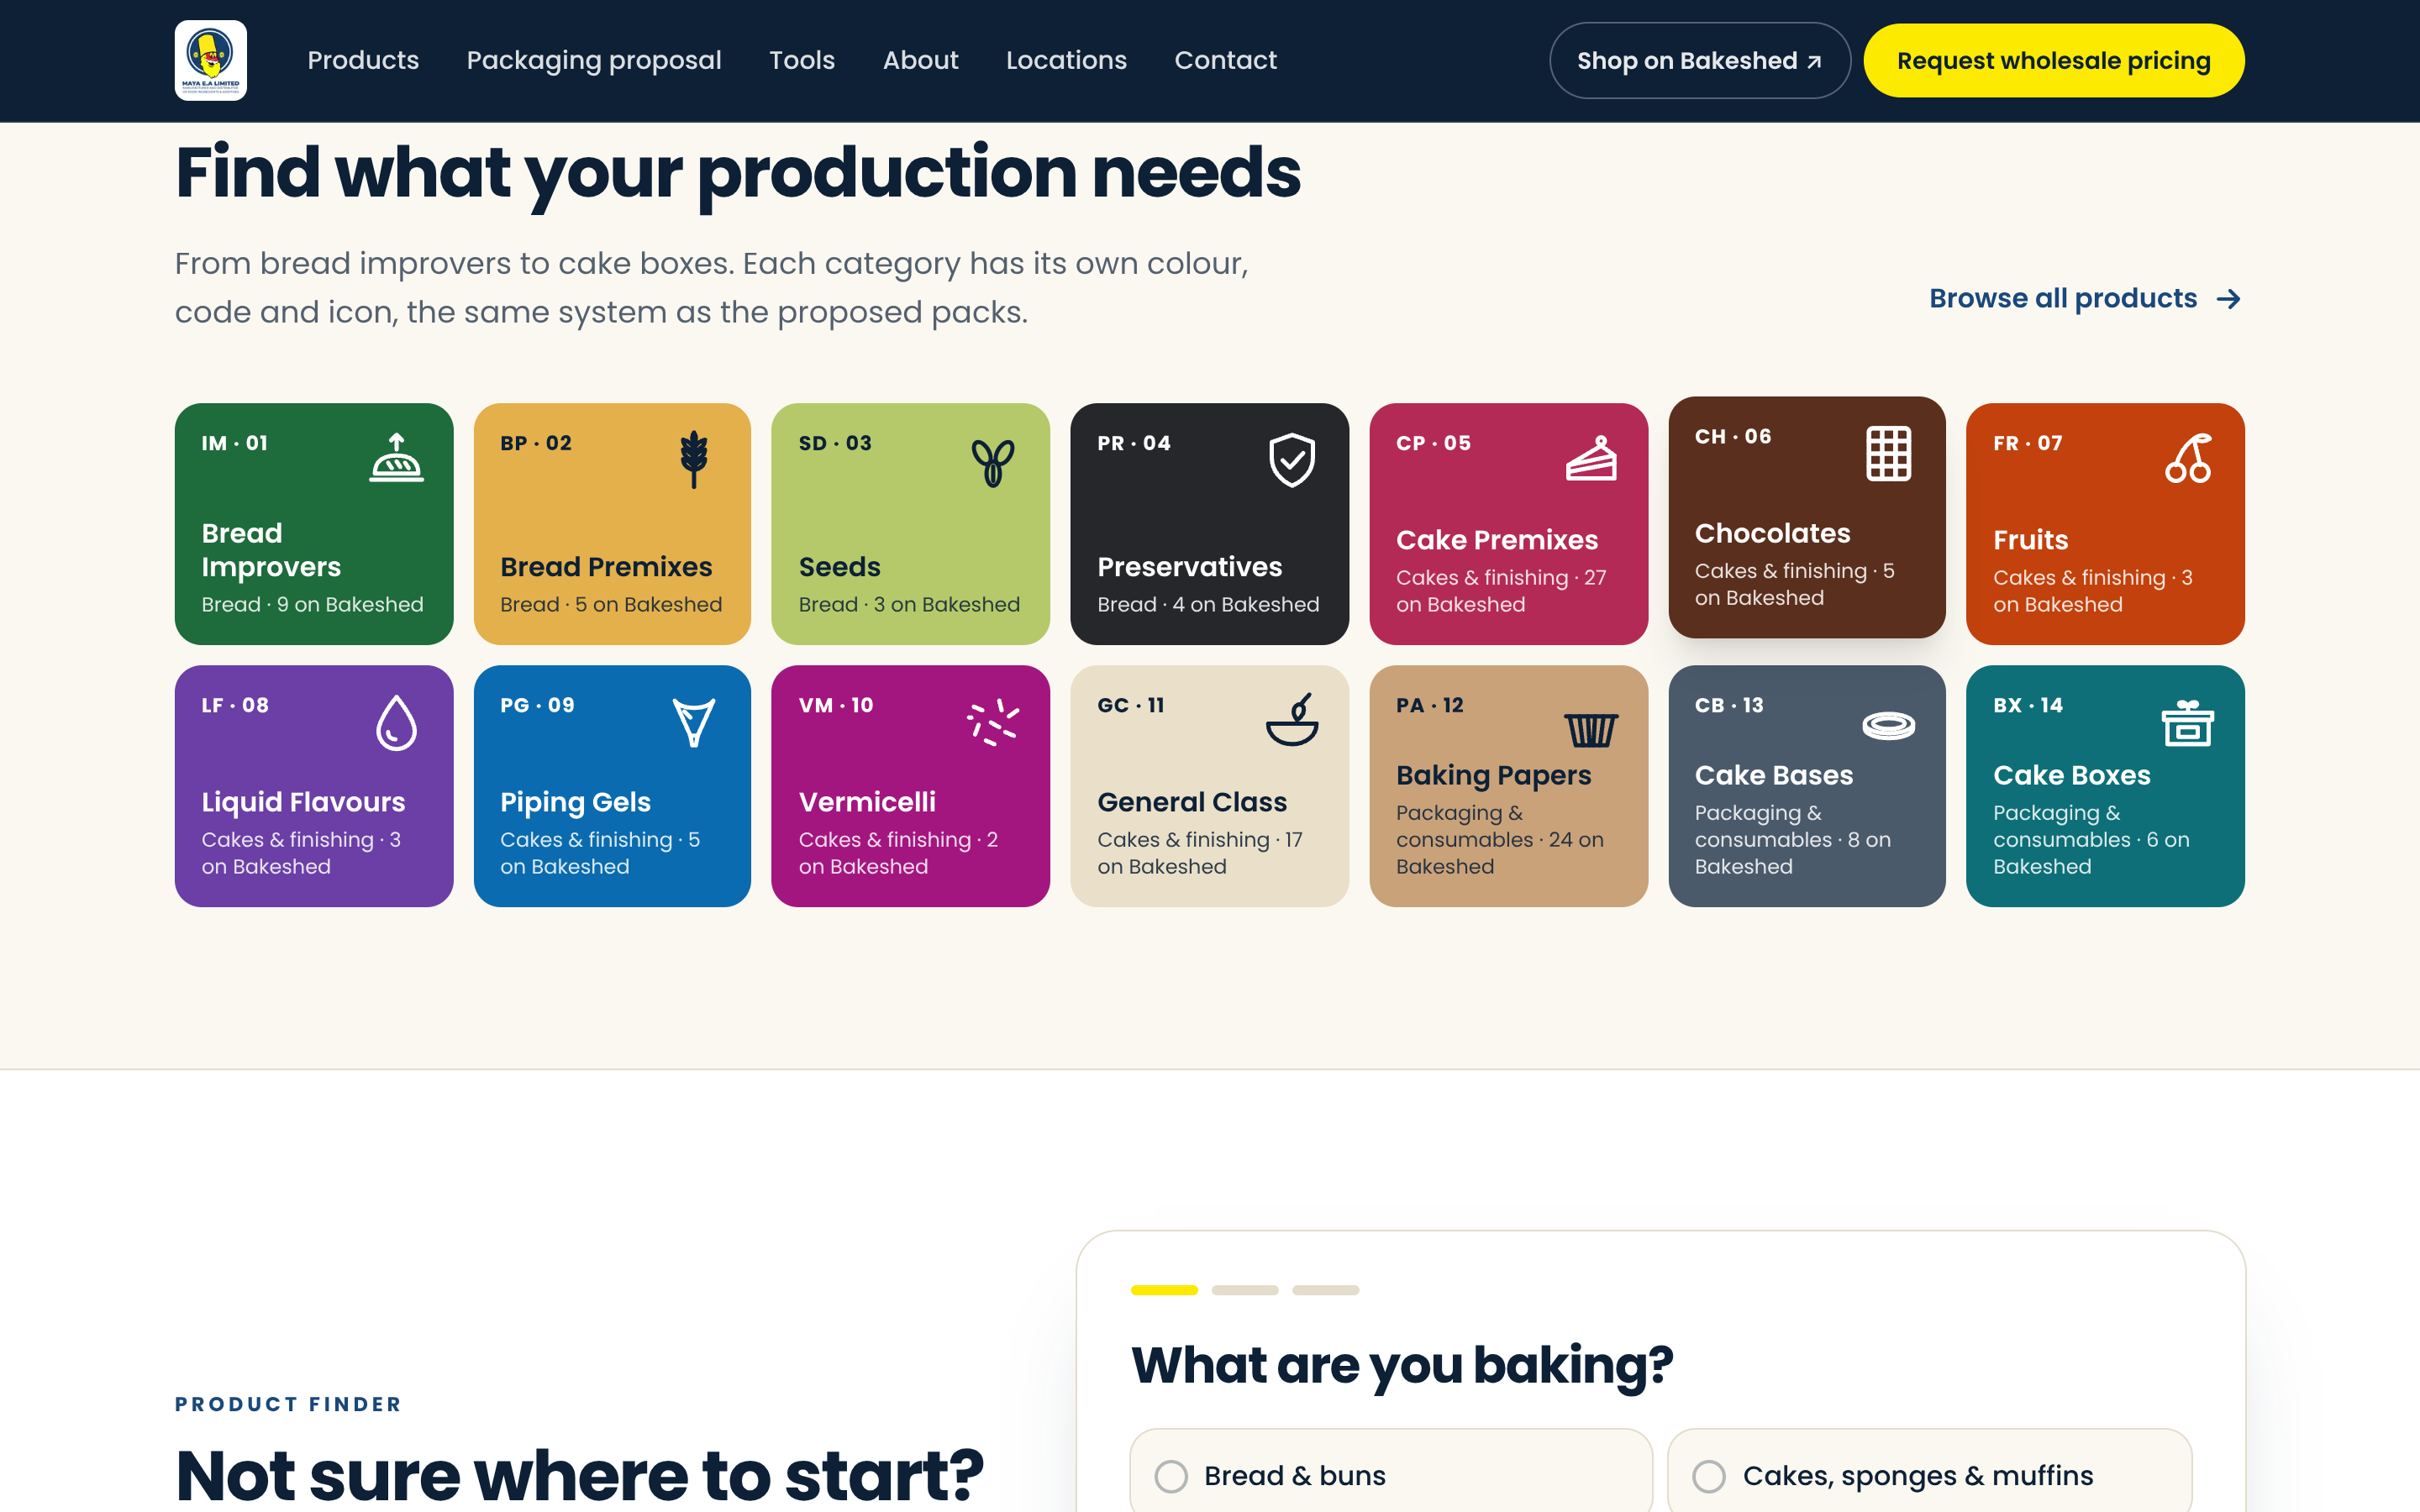 MAYA E.A LIMITED
Products
Packaging proposal
Tools
About
Locations
Contact
Shop on Bakeshed ↗
Request wholesale pricing
Find what your production needs
From bread improvers to cake boxes. Each category has its own colour,
code and icon, the same system as the proposed packs.
Browse all products →
IM · 01
Bread
Improvers
Bread · 9 on Bakeshed
BP · 02
Bread Premixes
Bread · 5 on Bakeshed
SD · 03
Seeds
Bread · 3 on Bakeshed
PR · 04
Preservatives
Bread · 4 on Bakeshed
CP · 05
Cake Premixes
Cakes & finishing · 27
on Bakeshed
CH · 06
Chocolates
Cakes & finishing · 5
on Bakeshed
FR · 07
Fruits
Cakes & finishing · 3
on Bakeshed
LF · 08
Liquid Flavours
Cakes & finishing · 3
on Bakeshed
PG · 09
Piping Gels
Cakes & finishing · 5
on Bakeshed
VM · 10
Vermicelli
Cakes & finishing · 2
on Bakeshed
GC · 11
General Class
Cakes & finishing · 17
on Bakeshed
PA · 12
Baking Papers
Packaging &
consumables · 24 on
Bakeshed
CB · 13
Cake Bases
Packaging &
consumables · 8 on
Bakeshed
BX · 14
Cake Boxes
Packaging &
consumables · 6 on
Bakeshed
PRODUCT FINDER
Not sure where to start?
What are you baking?
Bread & buns
Cakes, sponges & muffins